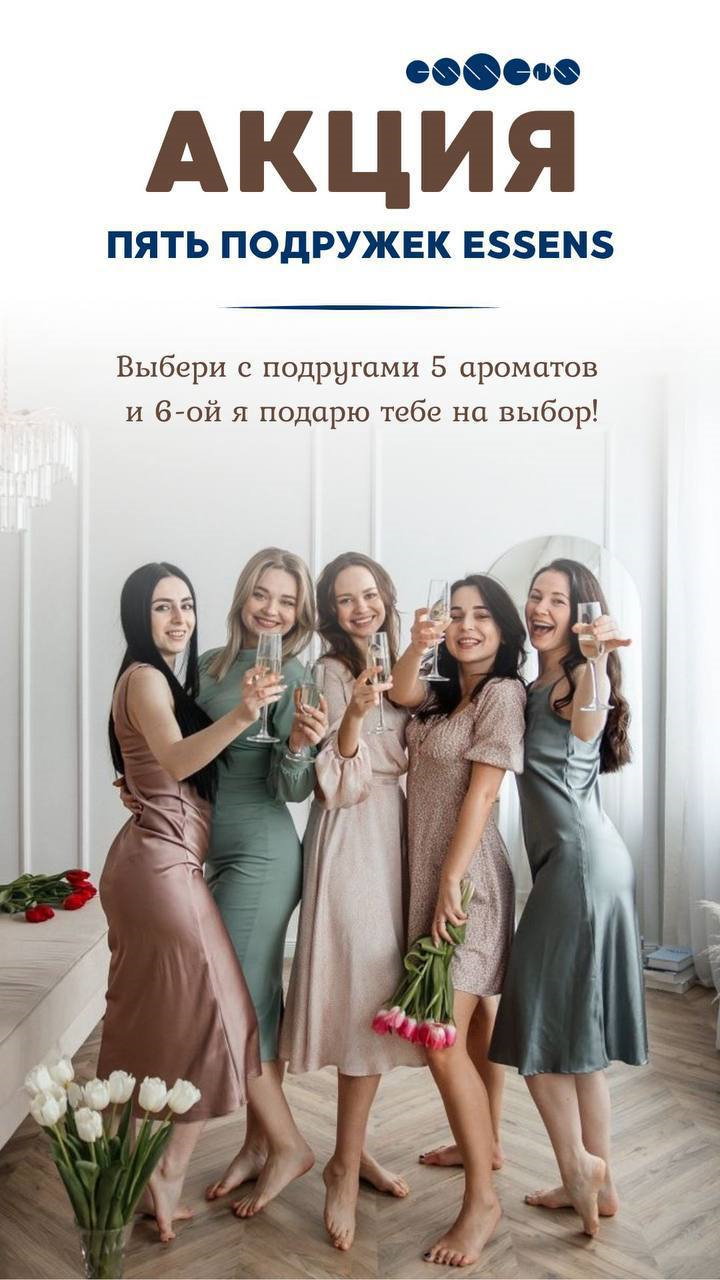 essens
АКЦИЯ
ПЯТЬ ПОДРУЖЕК ESSENS
Выбери с подругами 5 ароматов
и 6-ой я подарю тебе на выбор!